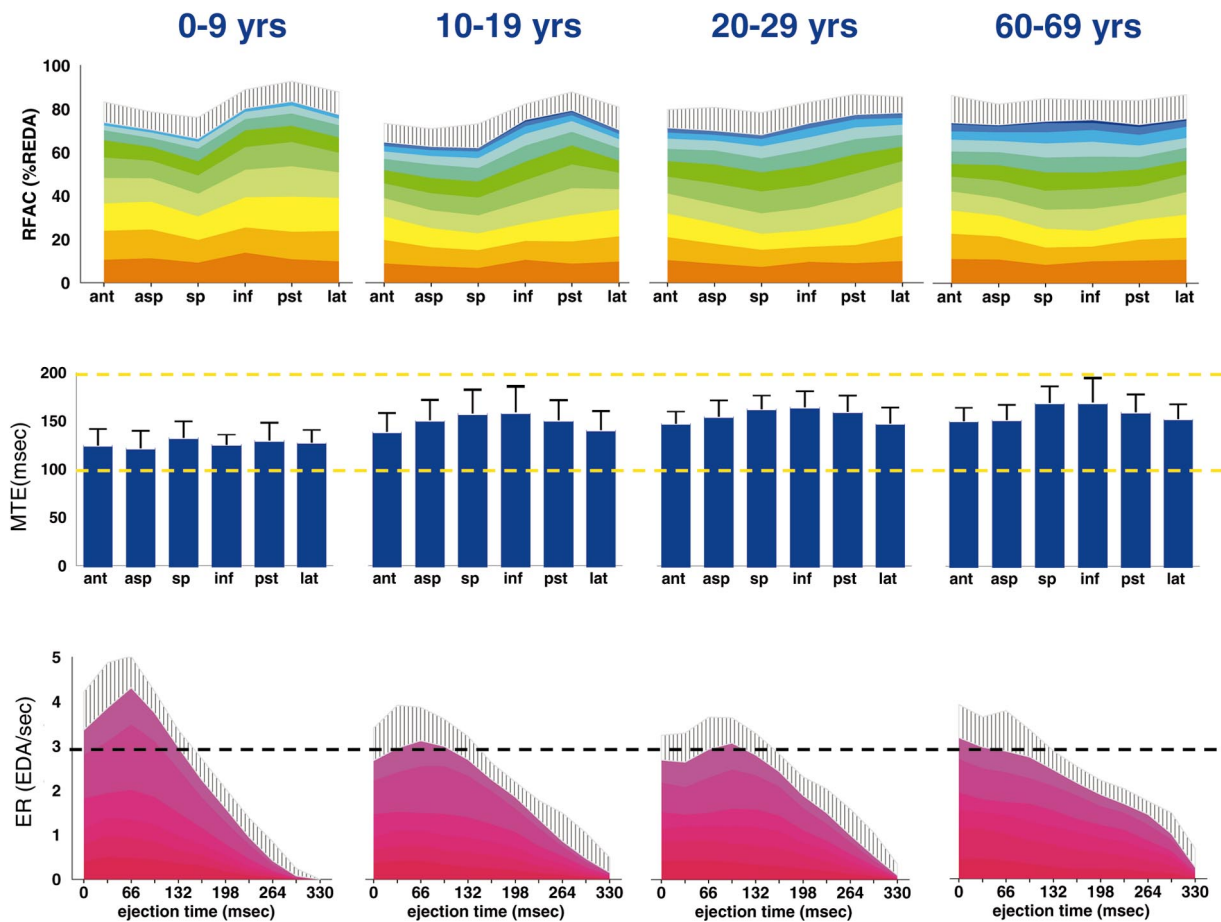 0-9 yrs 10-19 yrs 20-29 yrs 60-69 yrs
RFAC (%REDA)
100
80
60
40
20
0
ant asp sp inf pst lat ant asp sp inf pst lat ant asp sp inf pst lat ant asp sp inf pst lat
MTE(msec)
200
150
100
50
0
ant asp sp inf pst lat ant asp sp inf pst lat ant asp sp inf pst lat ant asp sp inf pst lat
ER (EDA/sec)
5
4
3
2
1
0
0 66 132 198 264 330 0 66 132 198 264 330 0 66 132 198 264 330 0 66 132 198 264 330
ejection time (msec) ejection time (msec) ejection time (msec) ejection time (msec)